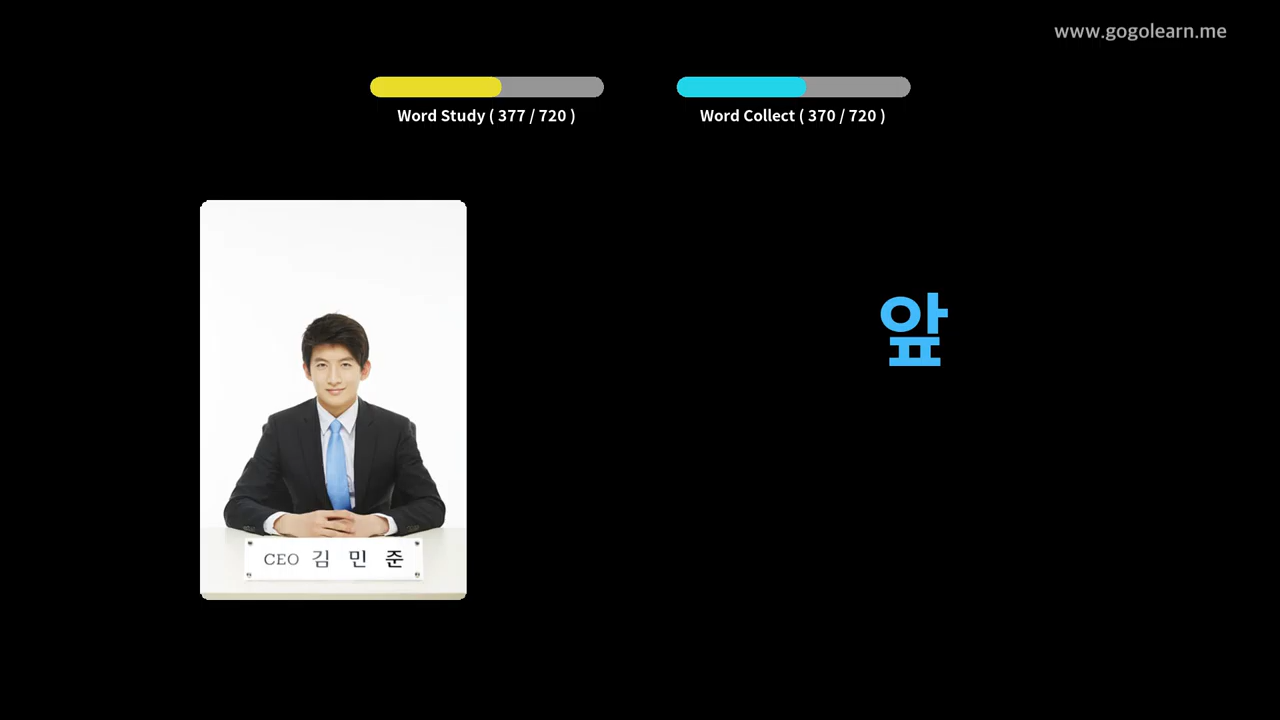 www.gogolearn.me
Word Study ( 377 / 720 )
Word Collect ( 370 / 720 )
앞
CEO 김 민 준